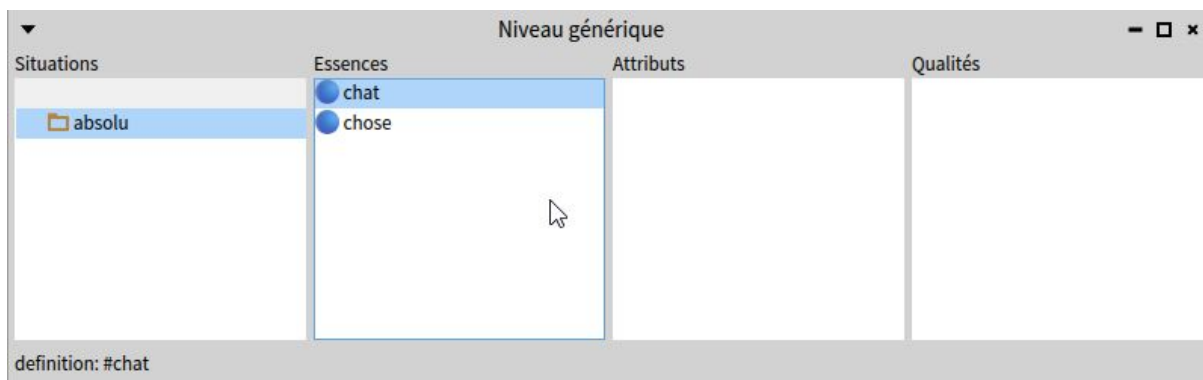 Niveau générique
Situations Essences Attributs Qualités
chat
absolu chose
definition: #chat